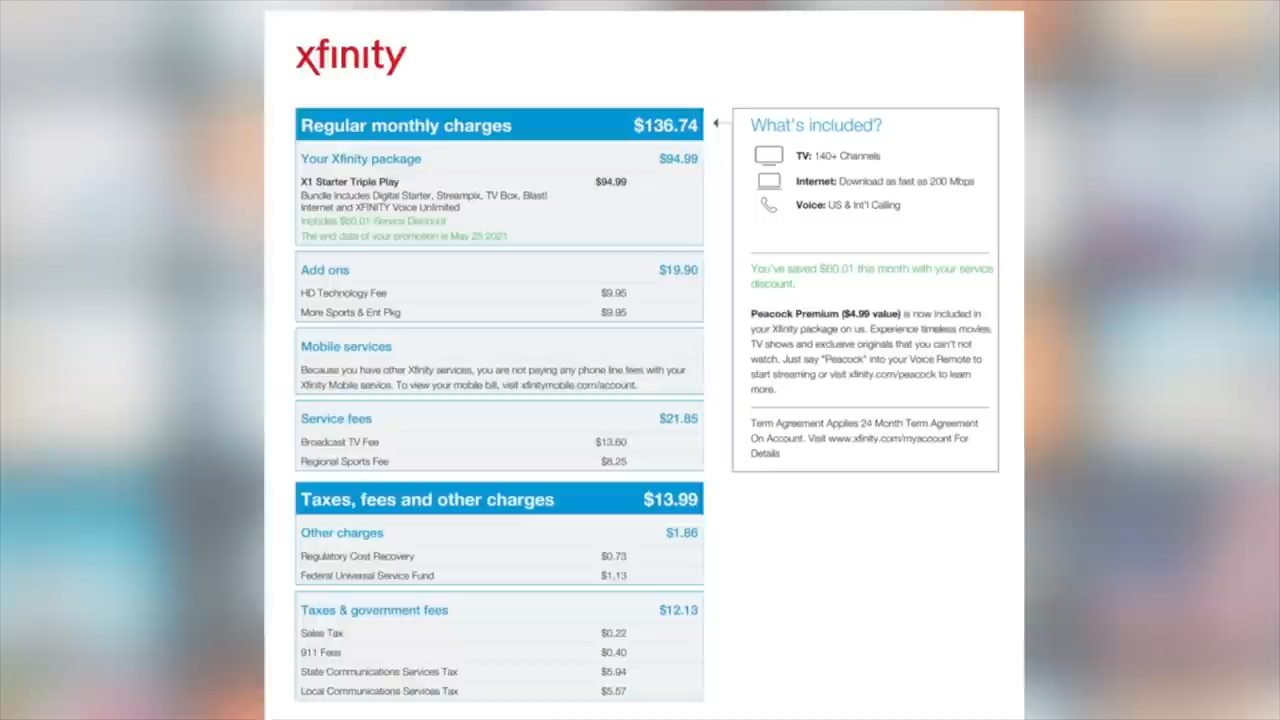 xfinity
Regular monthly charges $136.74
Your Xfinity package $94.99
X1 Starter Triple Play $94.99
Bundle Includes Digital Starter, Streampix, TV Box, Blast!
Internet and XFINITY Voice Unlimited
Includes $60.01 Service Discount
The end date of your promotion is May 25 2021
Add ons $19.90
HD Technology Fee $9.95
More Sports & Ent Pkg $9.95
Mobile services
Because you have other Xfinity services, you are not paying any phone line fees with your
Xfinity Mobile service. To view your mobile bill, visit xfinitymobile.com/account.
Service fees $21.85
Broadcast TV Fee $13.60
Regional Sports Fee $8.25
Taxes, fees and other charges $13.99
Other charges $1.86
Regulatory Cost Recovery $0.73
Federal Universal Service Fund $1.13
Taxes & government fees $12.13
Sales Tax $0.22
911 Fees $0.40
State Communications Services Tax $5.94
Local Communications Services Tax $5.57
What's included?
TV: 140+ Channels
Internet: Download as fast as 200 Mbps
Voice: US & Int'l Calling
You've saved $60.01 this month with your service
discount.
Peacock Premium ($4.99 value) is now included in
your Xfinity package on us. Experience timeless movies,
TV shows and exclusive originals that you can't not
watch. Just say "Peacock" into your Voice Remote to
start streaming or visit xfinity.com/peacock to learn
more.
Term Agreement Applies 24 Month Term Agreement
On Account. Visit www.xfinity.com/myaccount For
Details